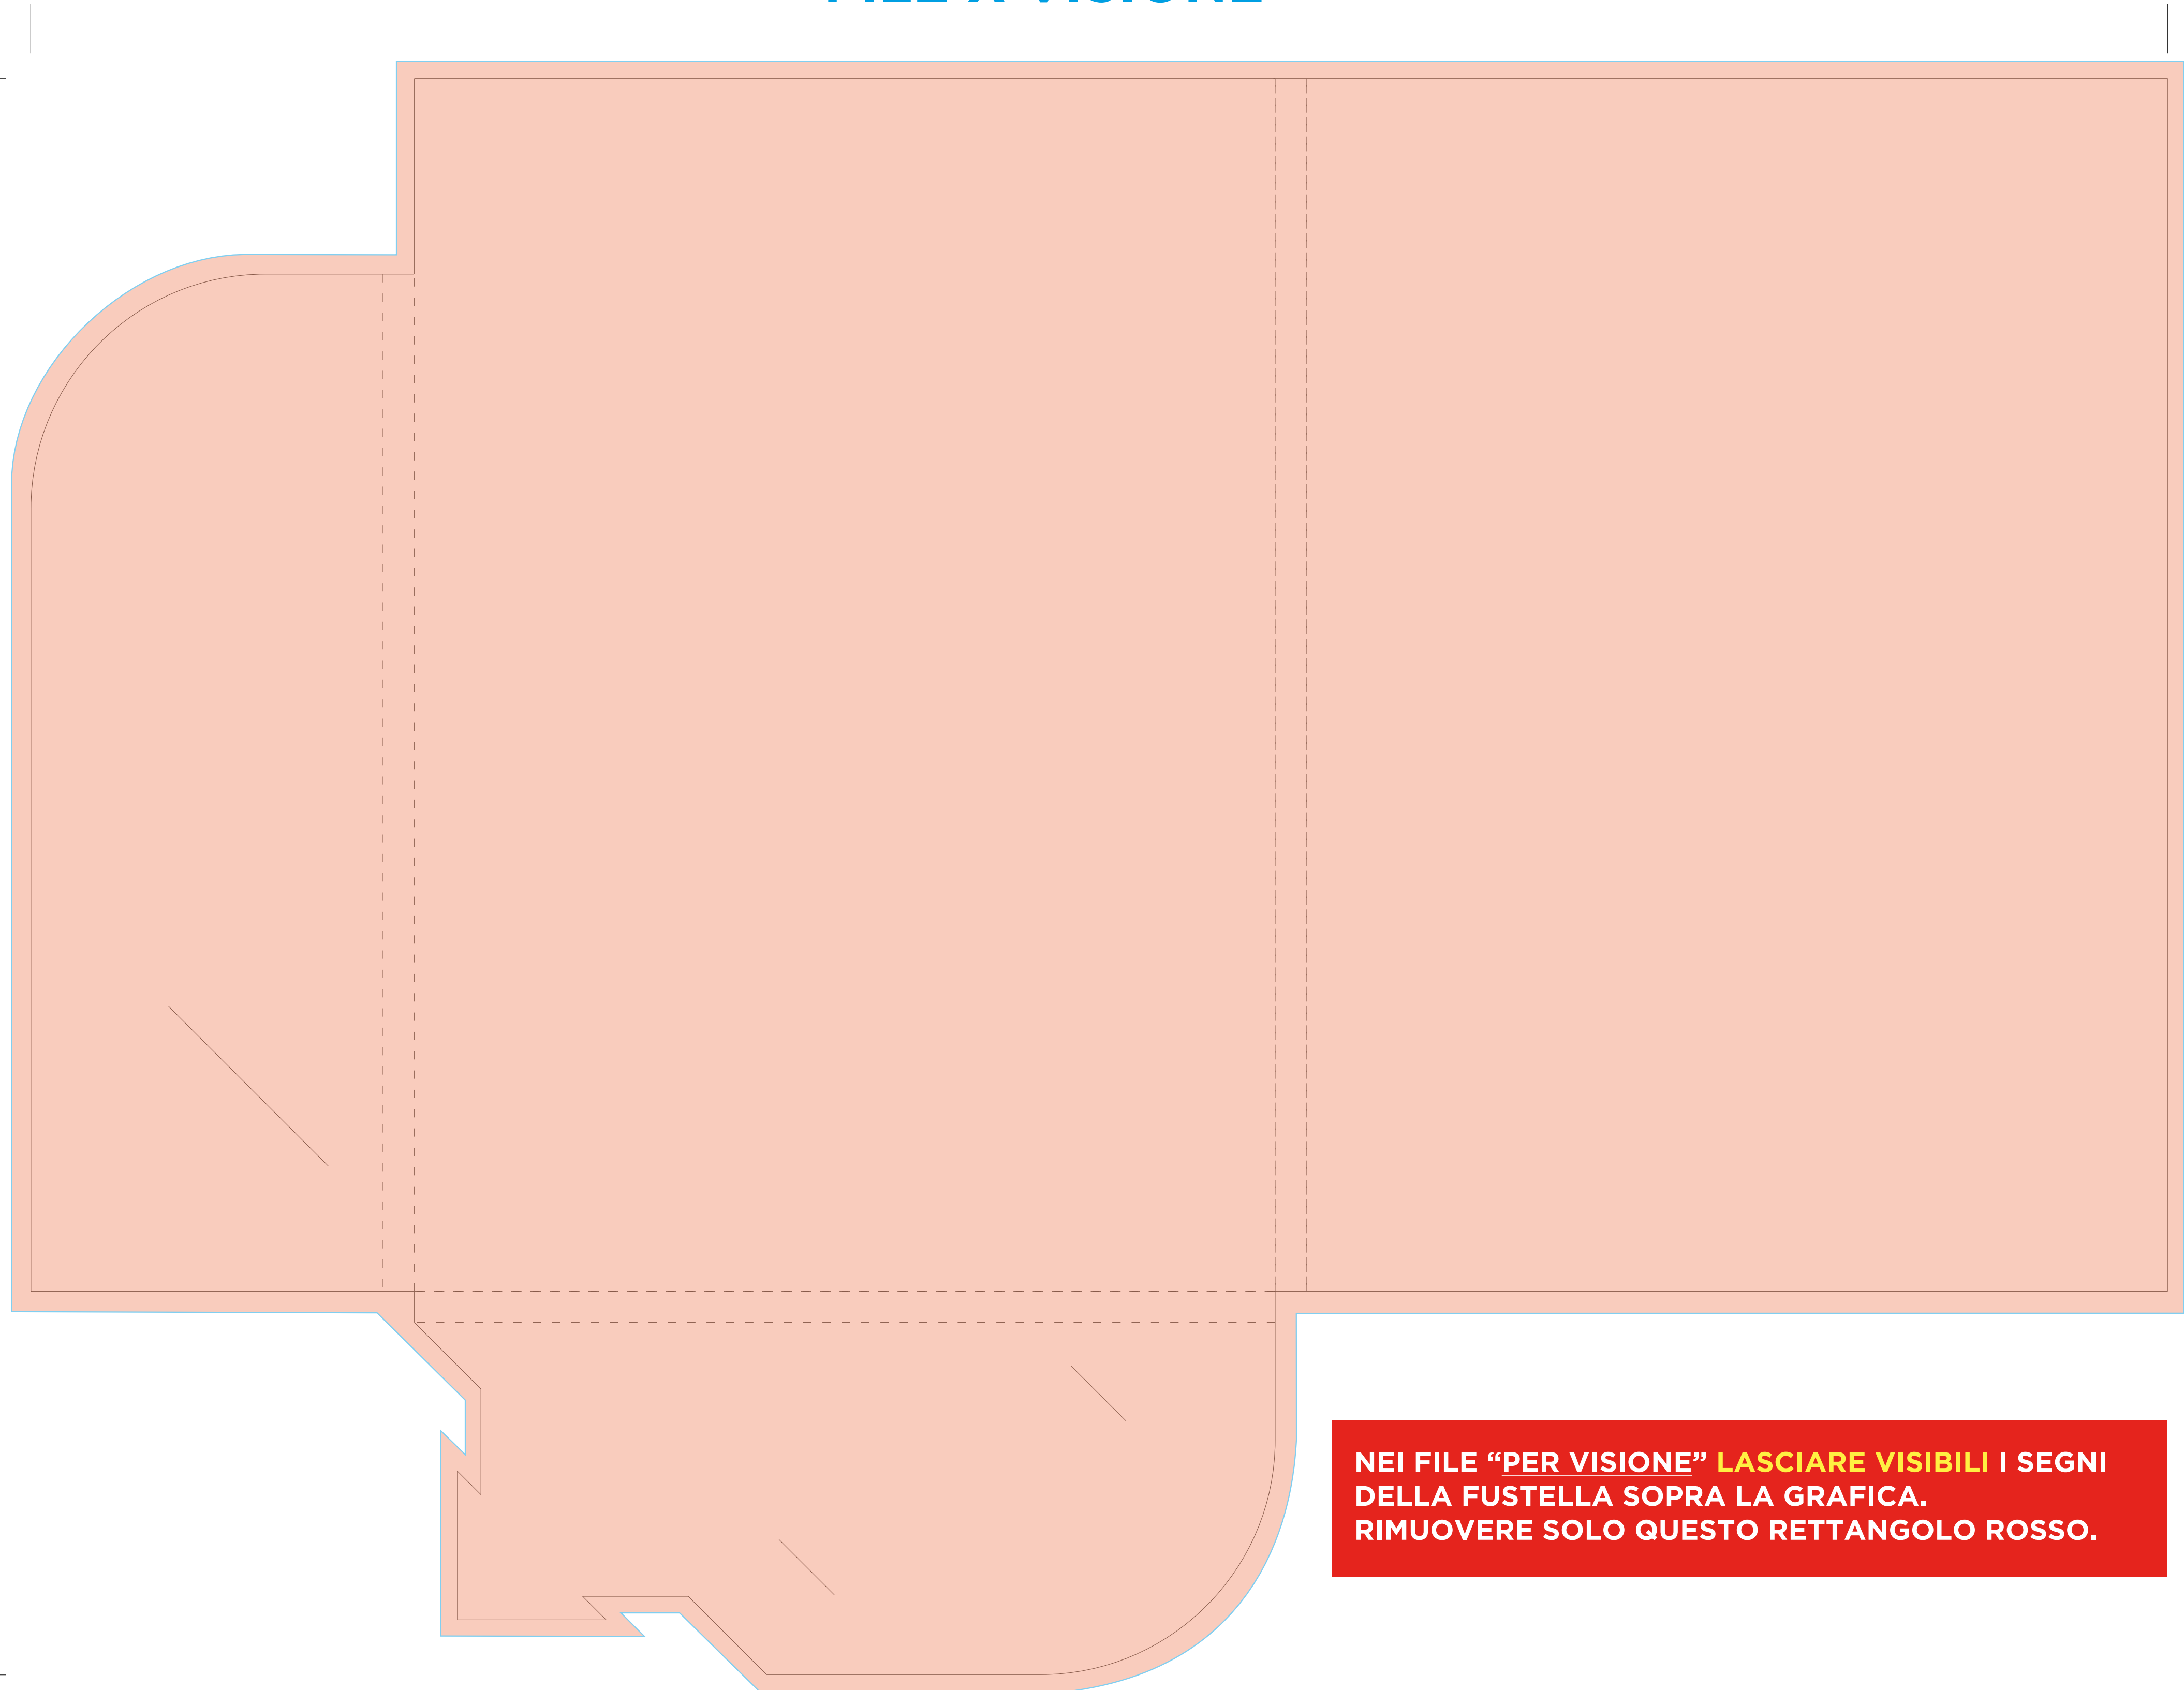 NEI FILE “PER VISIONE” LASCIARE VISIBILI I SEGNI
DELLA FUSTELLA SOPRA LA GRAFICA.
RIMUOVERE SOLO QUESTO RETTANGOLO ROSSO.